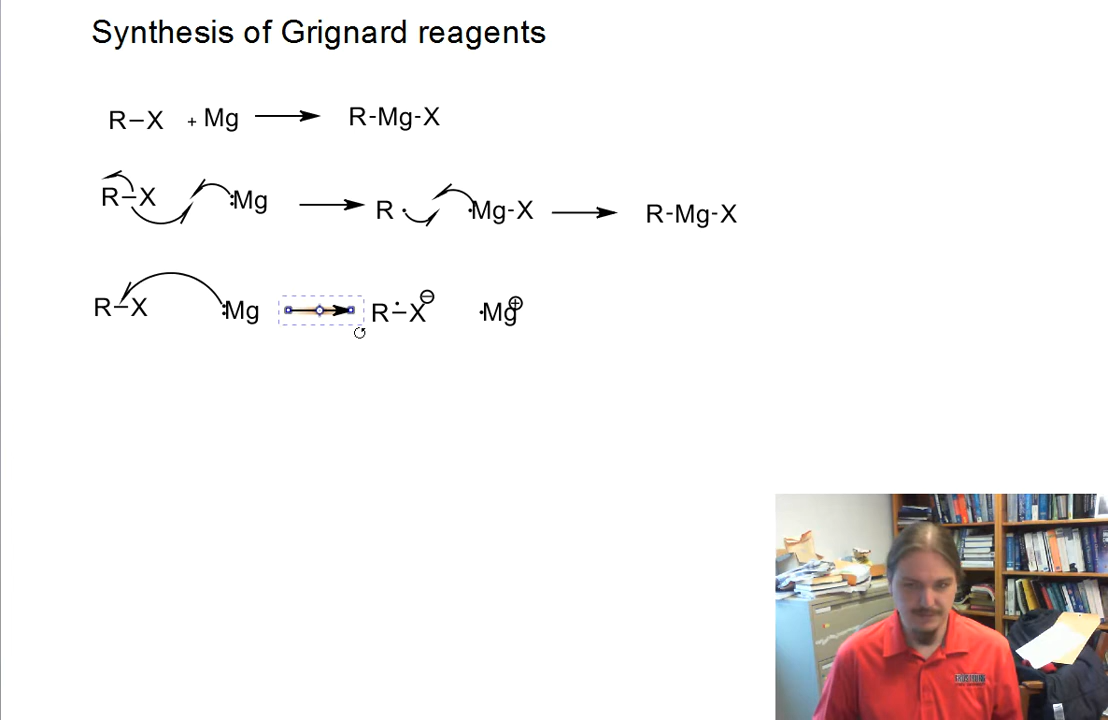 Synthesis of Grignard reagents
R–X + Mg ⟶ R-Mg-X
R–X :Mg ⟶ R· ·Mg-X ⟶ R-Mg-X
R–X :Mg ⟶ R∸X⊖ ·Mg⊕